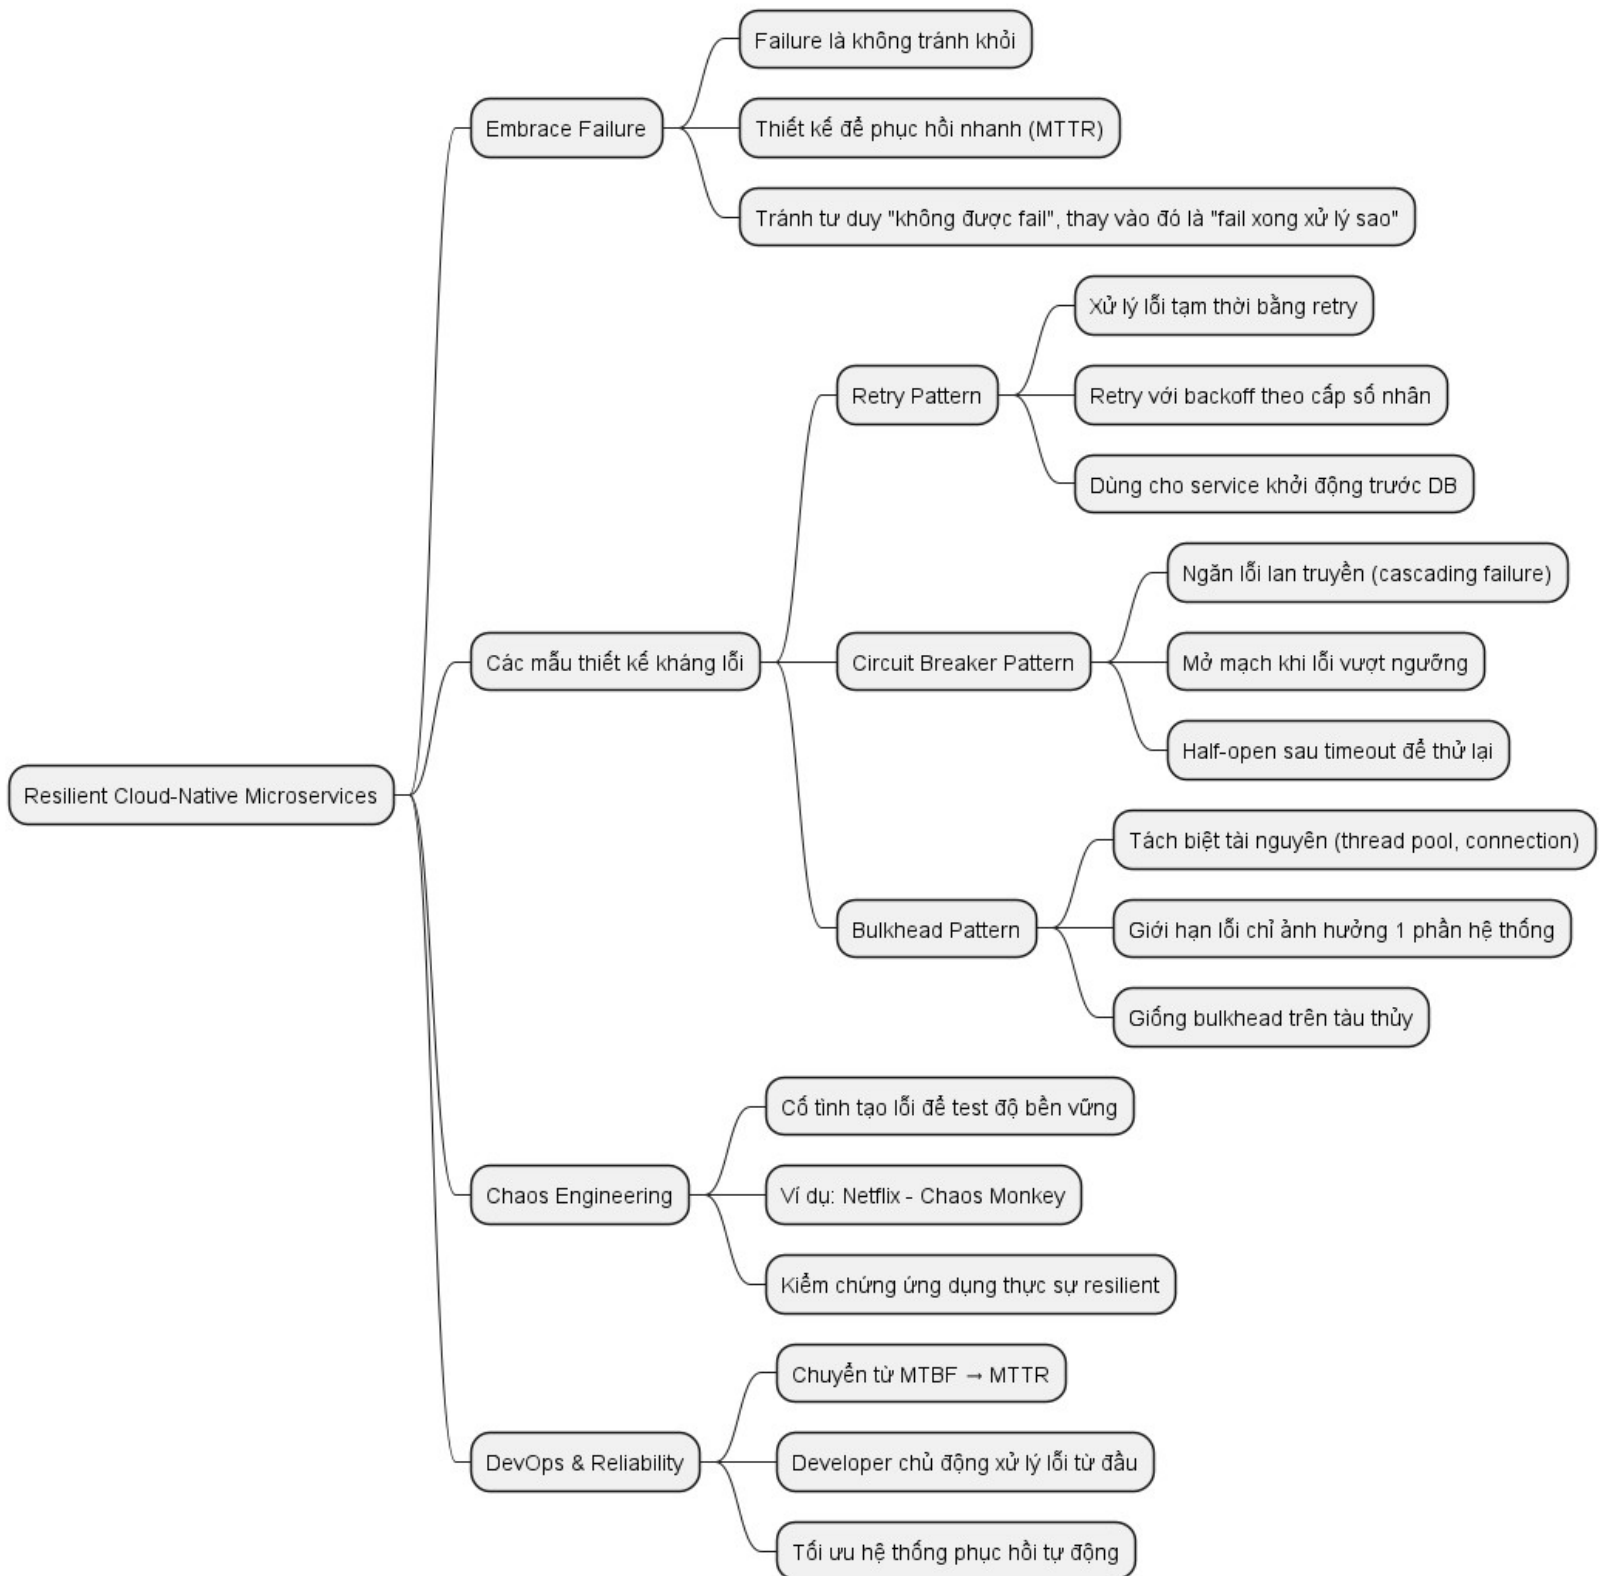 Resilient Cloud-Native Microservices
Embrace Failure
Failure là không tránh khỏi
Thiết kế để phục hồi nhanh (MTTR)
Tránh tư duy "không được fail", thay vào đó là "fail xong xử lý sao"
Các mẫu thiết kế kháng lỗi
Retry Pattern
Xử lý lỗi tạm thời bằng retry
Retry với backoff theo cấp số nhân
Dùng cho service khởi động trước DB
Circuit Breaker Pattern
Ngăn lỗi lan truyền (cascading failure)
Mở mạch khi lỗi vượt ngưỡng
Half-open sau timeout để thử lại
Bulkhead Pattern
Tách biệt tài nguyên (thread pool, connection)
Giới hạn lỗi chỉ ảnh hưởng 1 phần hệ thống
Giống bulkhead trên tàu thủy
Chaos Engineering
Cố tình tạo lỗi để test độ bền vững
Ví dụ: Netflix - Chaos Monkey
Kiểm chứng ứng dụng thực sự resilient
DevOps & Reliability
Chuyển từ MTBF → MTTR
Developer chủ động xử lý lỗi từ đầu
Tối ưu hệ thống phục hồi tự động